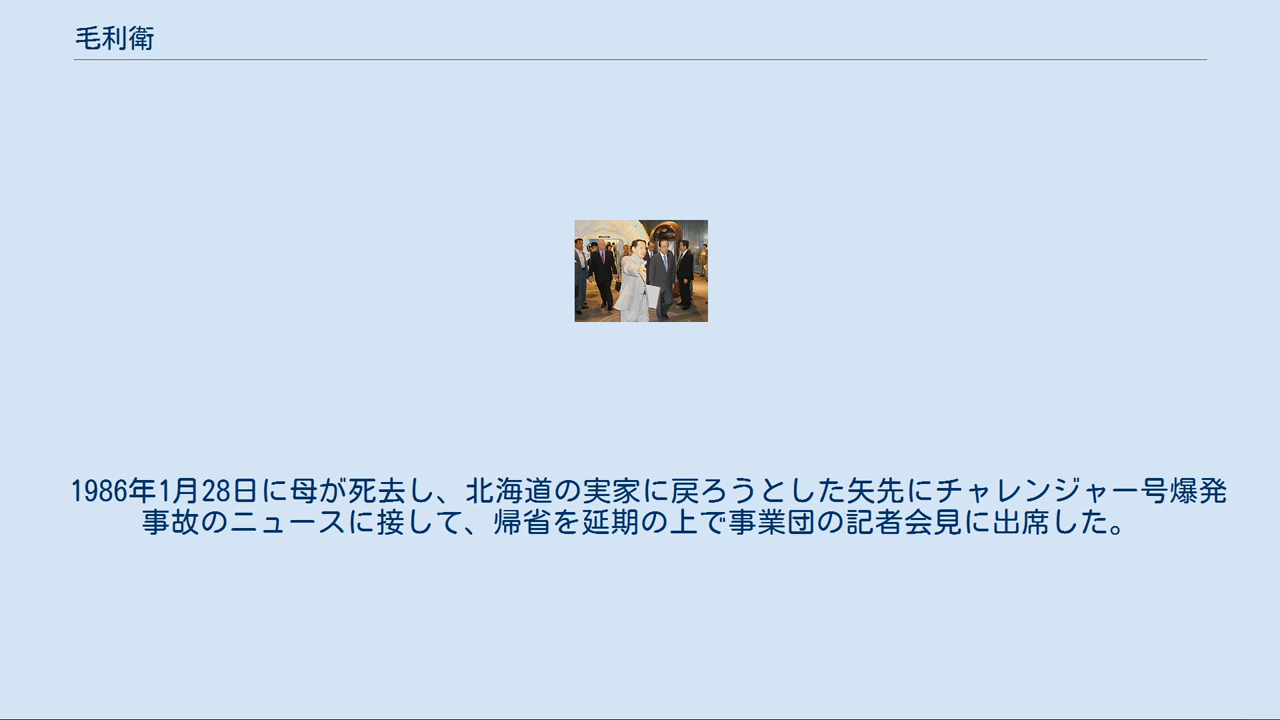 毛利衛
1986年1月28日に母が死去し、北海道の実家に戻ろうとした矢先にチャレンジャー号爆発
事故のニュースに接して、帰省を延期の上で事業団の記者会見に出席した。